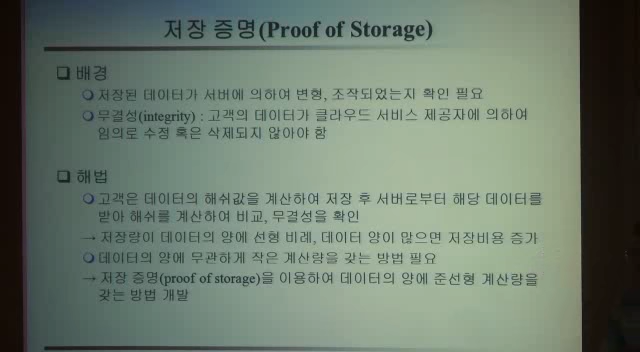 저장 증명(Proof of Storage)
❑ 배경
❍ 저장된 데이터가 서버에 의하여 변형, 조작되었는지 확인 필요
❍ 무결성(integrity) : 고객의 데이터가 클라우드 서비스 제공자에 의하여
임의로 수정 혹은 삭제되지 않아야 함
❑ 해법
❍ 고객은 데이터의 해쉬값을 계산하여 저장 후 서버로부터 해당 데이터를
받아 해쉬를 계산하여 비교, 무결성을 확인
→ 저장량이 데이터의 양에 선형 비례, 데이터 양이 많으면 저장비용 증가
❍ 데이터의 양에 무관하게 작은 계산량을 갖는 방법 필요
→ 저장 증명(proof of storage)을 이용하여 데이터의 양에 준선형 계산량을
갖는 방법 개발